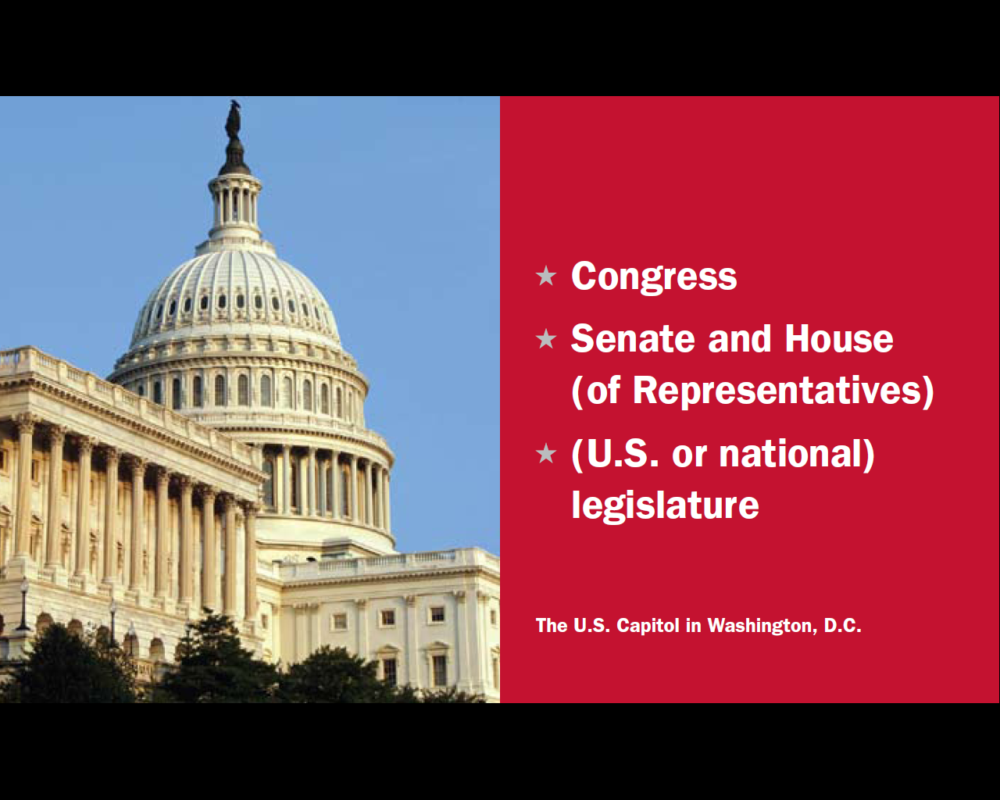 Congress
Senate and House
(of Representatives)
(U.S. or national)
legislature
The U.S. Capitol in Washington, D.C.